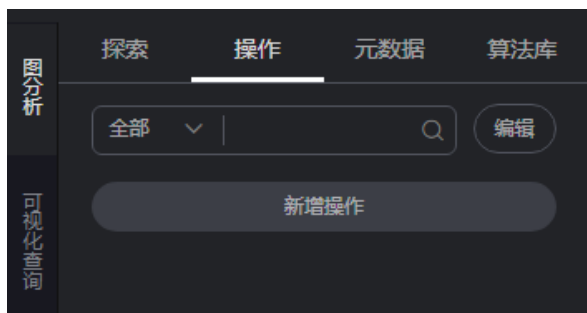 探索 操作 元数据 算法库
图分析
全部 编辑
新增操作
可视化查询